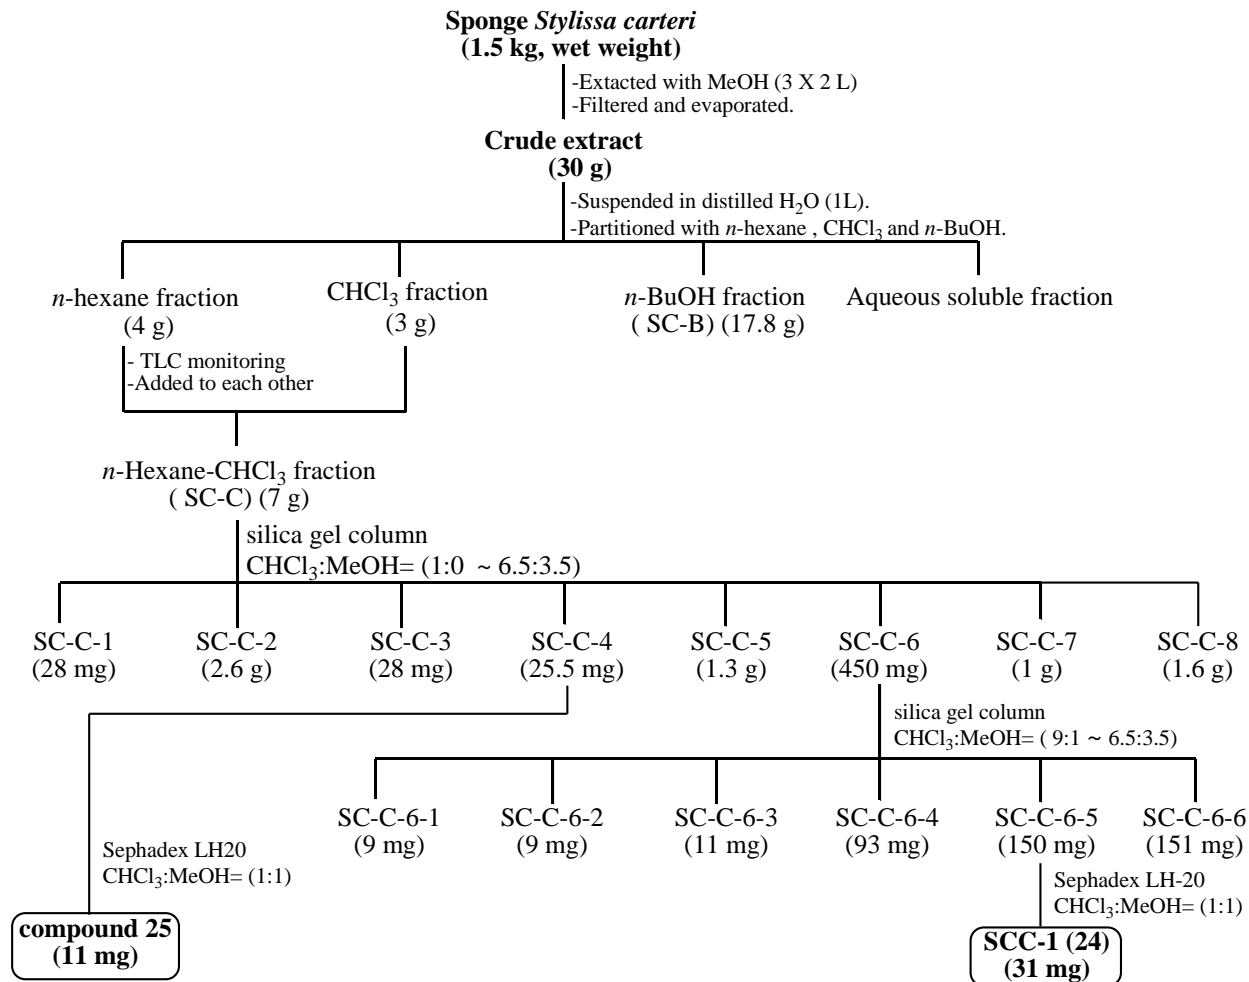 Sponge Stylissa carteri
(1.5 kg, wet weight)
-Extacted with MeOH (3 X 2 L)
-Filtered and evaporated.
Crude extract
(30 g)
-Suspended in distilled H₂O (1L).
-Partitioned with n-hexane , CHCl₃ and n-BuOH.
n-hexane fraction
(4 g)
CHCl₃ fraction
(3 g)
n-BuOH fraction
( SC-B) (17.8 g)
Aqueous soluble fraction
- TLC monitoring
-Added to each other
n-Hexane-CHCl₃ fraction
( SC-C) (7 g)
silica gel column
CHCl₃:MeOH= (1:0 ~ 6.5:3.5)
SC-C-1
(28 mg)
SC-C-2
(2.6 g)
SC-C-3
(28 mg)
SC-C-4
(25.5 mg)
SC-C-5
(1.3 g)
SC-C-6
(450 mg)
SC-C-7
(1 g)
SC-C-8
(1.6 g)
silica gel column
CHCl₃:MeOH= ( 9:1 ~ 6.5:3.5)
SC-C-6-1
(9 mg)
SC-C-6-2
(9 mg)
SC-C-6-3
(11 mg)
SC-C-6-4
(93 mg)
SC-C-6-5
(150 mg)
SC-C-6-6
(151 mg)
Sephadex LH20
CHCl₃:MeOH= (1:1)
Sephadex LH-20
CHCl₃:MeOH= (1:1)
compound 25
(11 mg)
SCC-1 (24)
(31 mg)